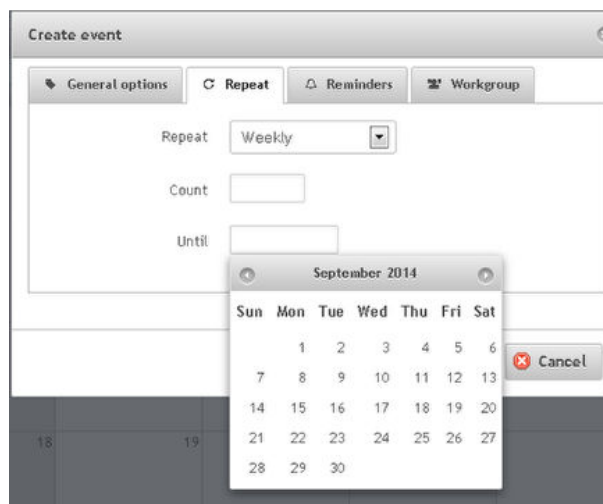 Create event
General options Repeat Reminders Workgroup
Repeat Weekly
Count
Until
September 2014
Sun Mon Tue Wed Thu Fri Sat
1 2 3 4 5 6
Cancel
7 8 9 10 11 12 13
14 15 16 17 18 19 20
18 19
21 22 23 24 25 26 27
28 29 30